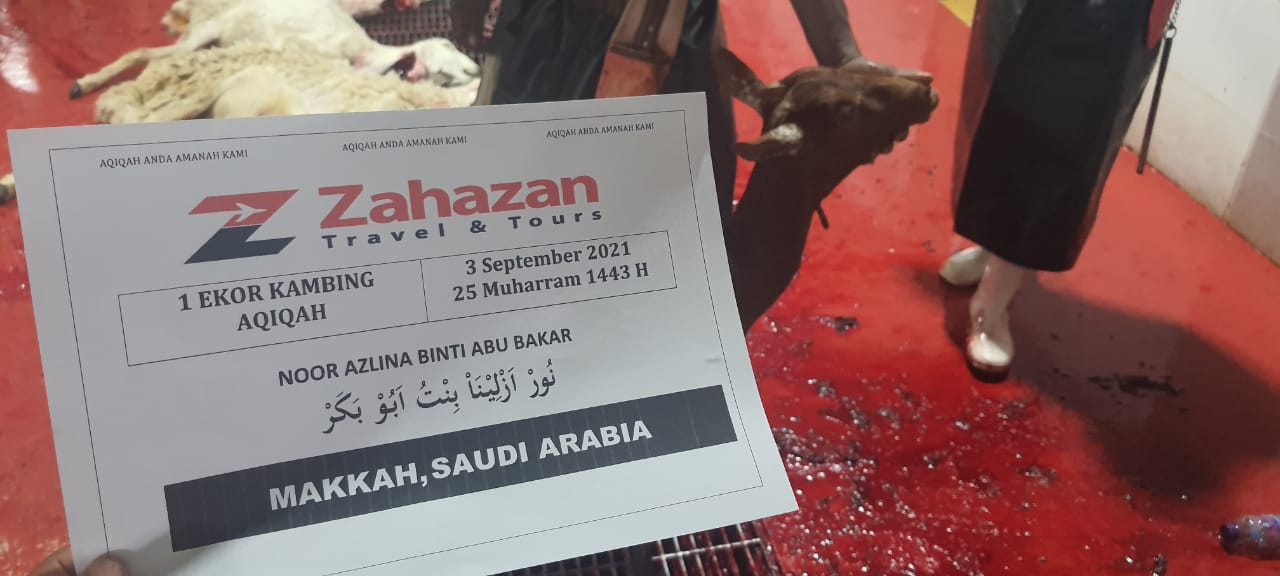 AQIQAH ANDA AMANAH KAMI AQIQAH ANDA AMANAH KAMI AQIQAH ANDA AMANAH KAMI
Zahazan
Travel & Tours
1 EKOR KAMBING
AQIQAH
3 September 2021
25 Muharram 1443 H
NOOR AZLINA BINTI ABU BAKAR
نُورْ اَزْلِيْنَاْ بِنْتُ اَبُوْ بَكَرْ
MAKKAH, SAUDI ARABIA